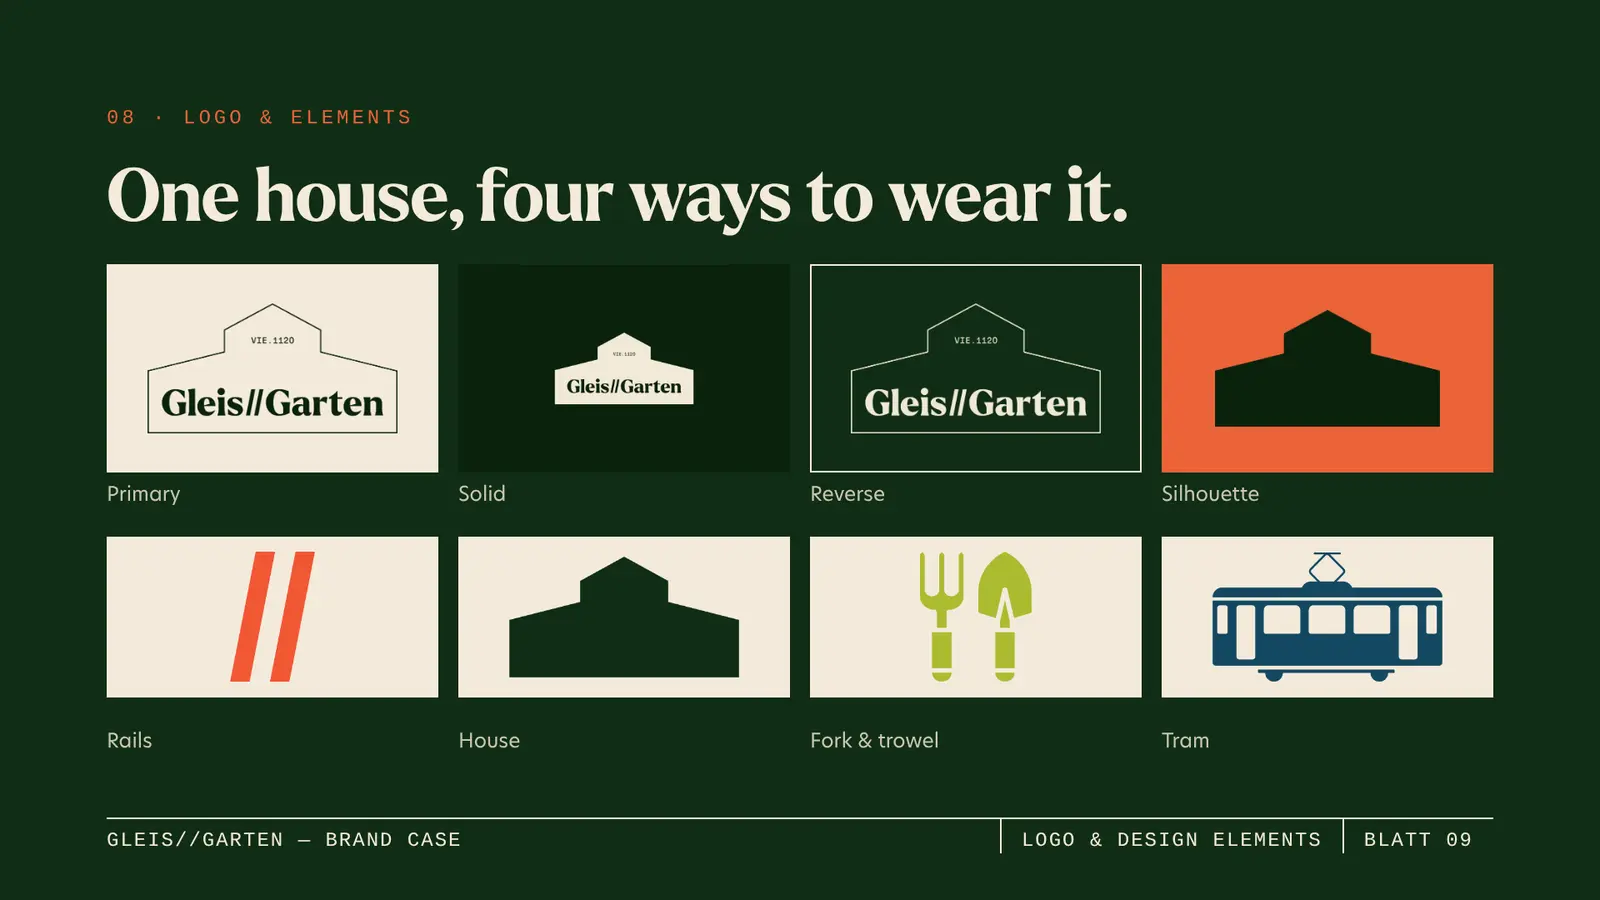 08 · LOGO & ELEMENTS
One house, four ways to wear it.
VIE.1120
Gleis//Garten
VIE.1120
Gleis//Garten
VIE.1120
Gleis//Garten
Primary
Solid
Reverse
Silhouette
Rails
House
Fork & trowel
Tram
GLEIS//GARTEN — BRAND CASE
LOGO & DESIGN ELEMENTS
BLATT 09